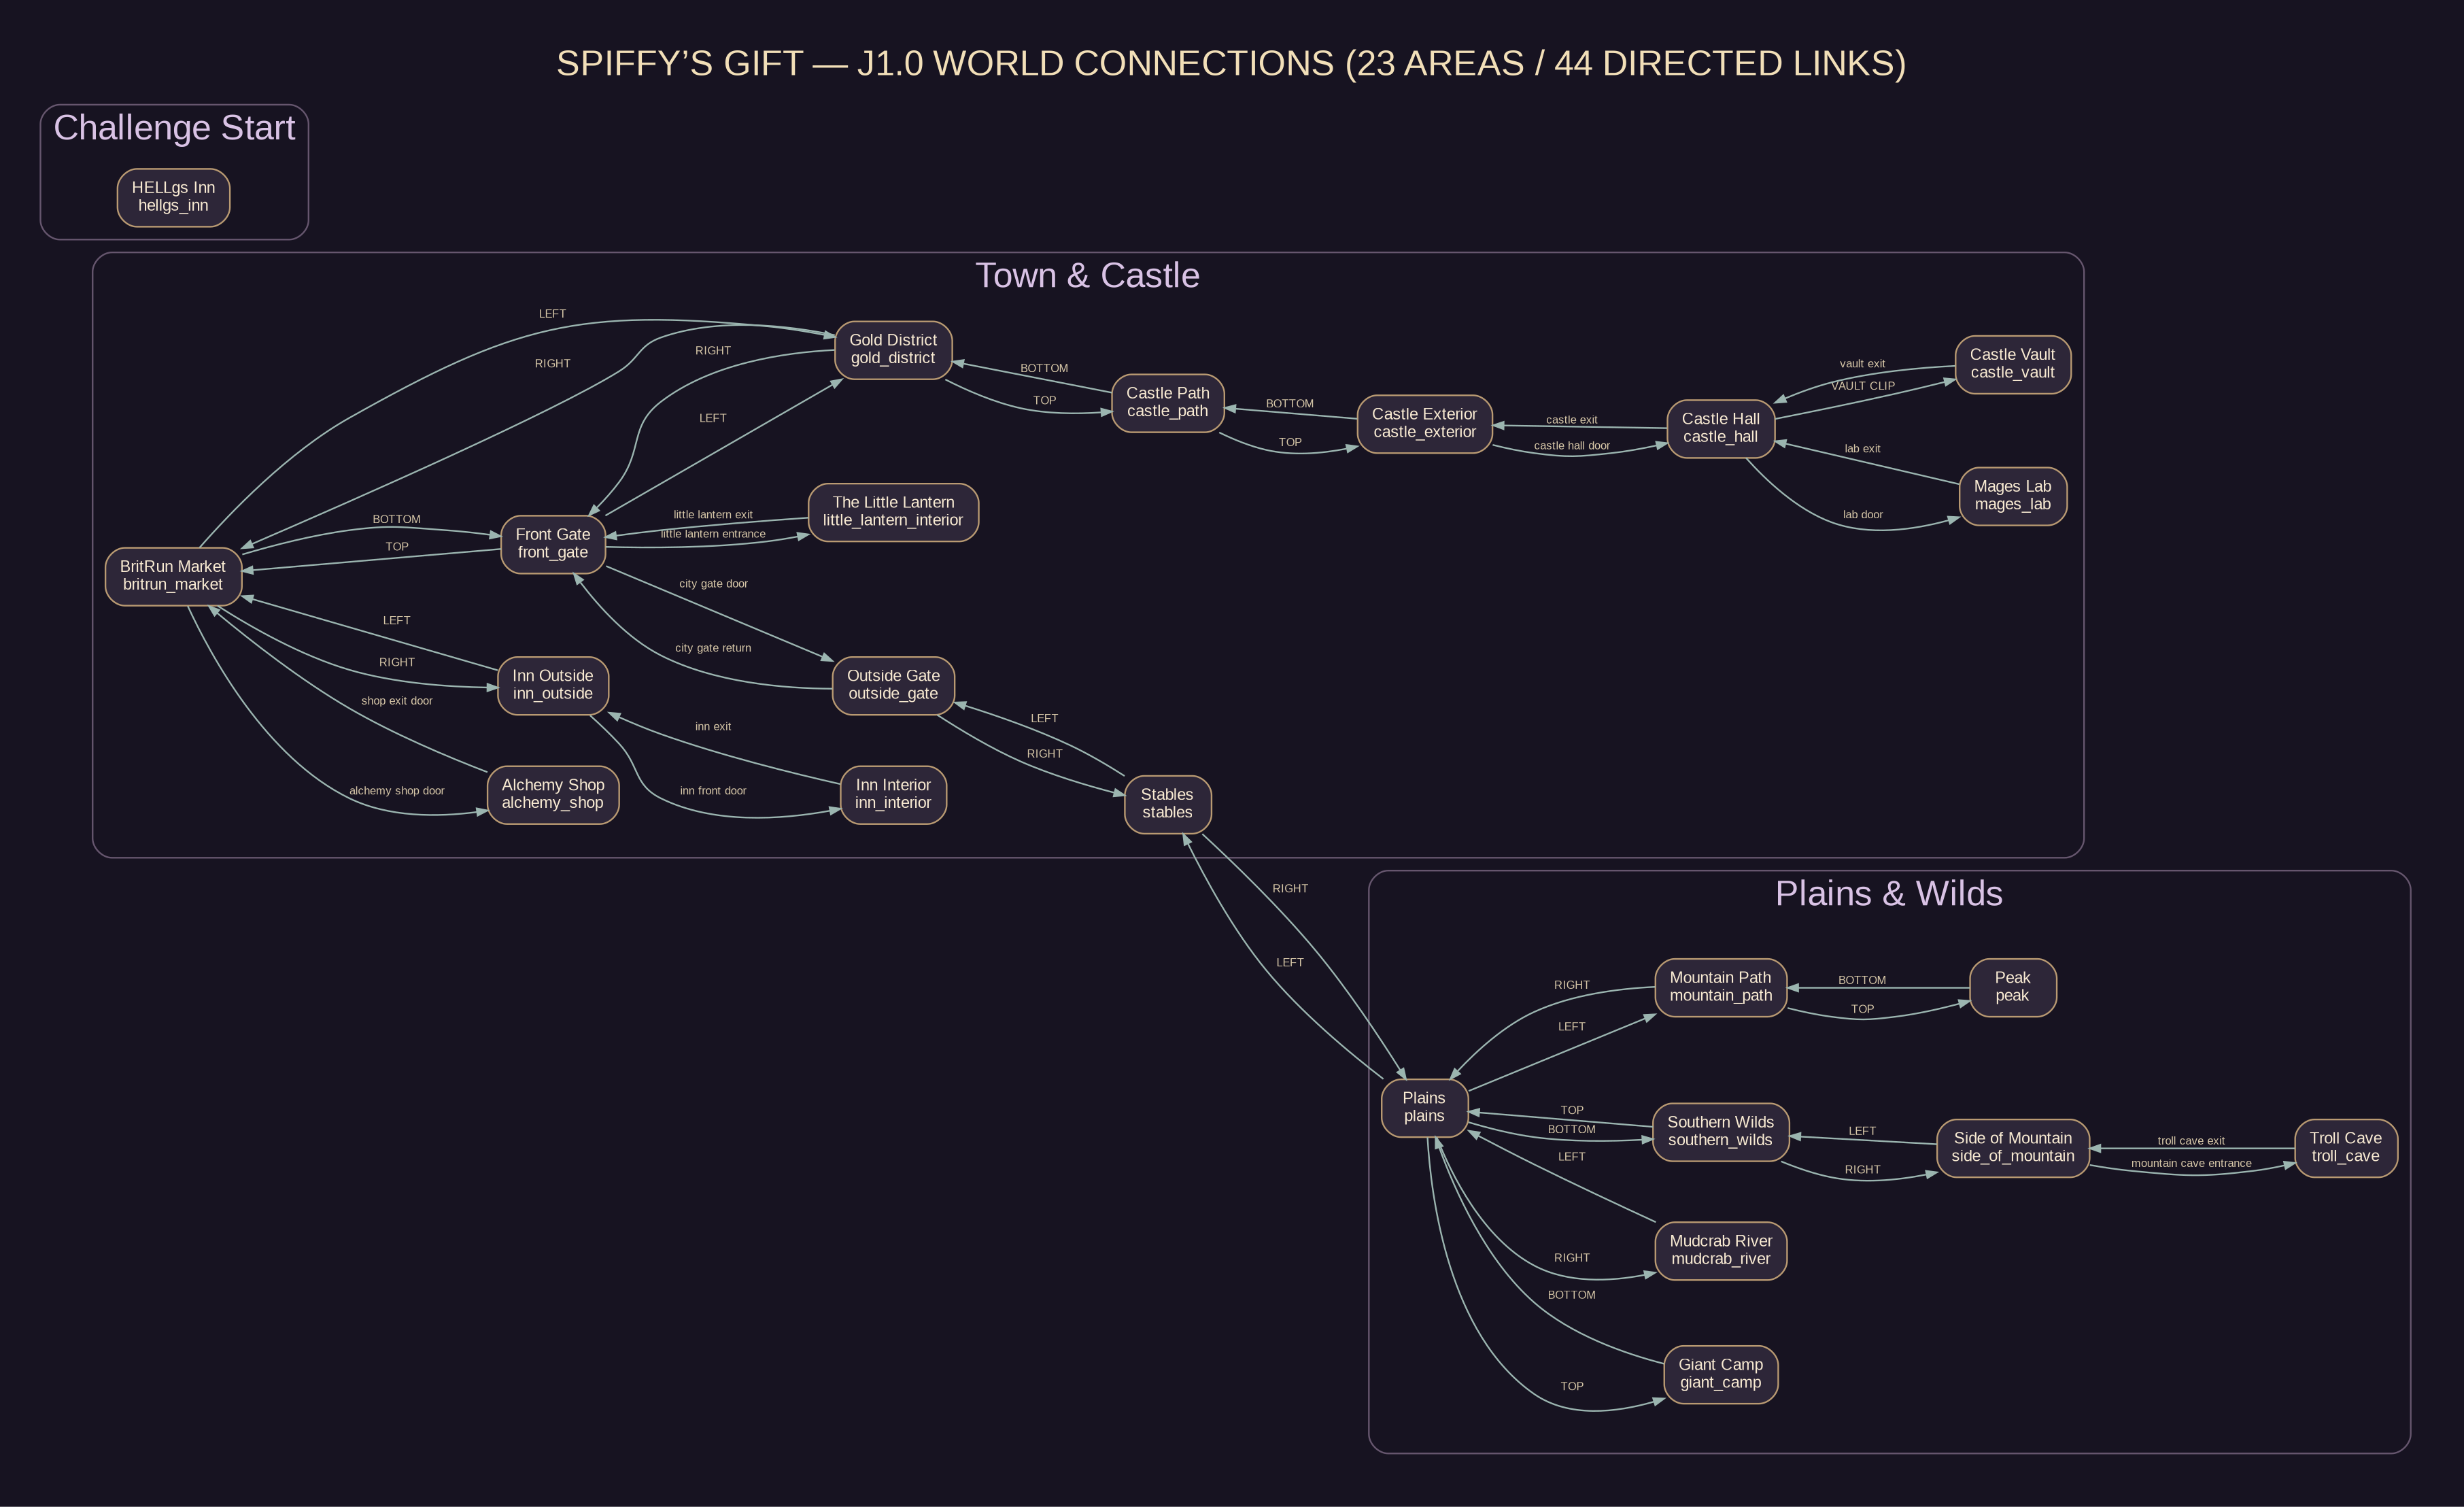 SPIFFY’S GIFT — J1.0 WORLD CONNECTIONS (23 AREAS / 44 DIRECTED LINKS)
Challenge Start
HELLgs Inn
hellgs_inn
Town & Castle
LEFT
RIGHT
RIGHT
LEFT
Gold District
gold_district
BOTTOM
TOP
Castle Path
castle_path
BOTTOM
TOP
Castle Exterior
castle_exterior
castle exit
castle hall door
Castle Hall
castle_hall
vault exit
VAULT CLIP
Castle Vault
castle_vault
lab exit
lab door
Mages Lab
mages_lab
BritRun Market
britrun_market
BOTTOM
TOP
Front Gate
front_gate
little lantern exit
little lantern entrance
The Little Lantern
little_lantern_interior
city gate door
city gate return
Outside Gate
outside_gate
LEFT
RIGHT
Inn Outside
inn_outside
shop exit door
alchemy shop door
Alchemy Shop
alchemy_shop
inn exit
inn front door
Inn Interior
inn_interior
LEFT
RIGHT
Stables
stables
RIGHT
LEFT
Plains & Wilds
Plains
plains
RIGHT
LEFT
Mountain Path
mountain_path
BOTTOM
TOP
Peak
peak
TOP
BOTTOM
Southern Wilds
southern_wilds
LEFT
RIGHT
Side of Mountain
side_of_mountain
troll cave exit
mountain cave entrance
Troll Cave
troll_cave
LEFT
RIGHT
Mudcrab River
mudcrab_river
BOTTOM
TOP
Giant Camp
giant_camp